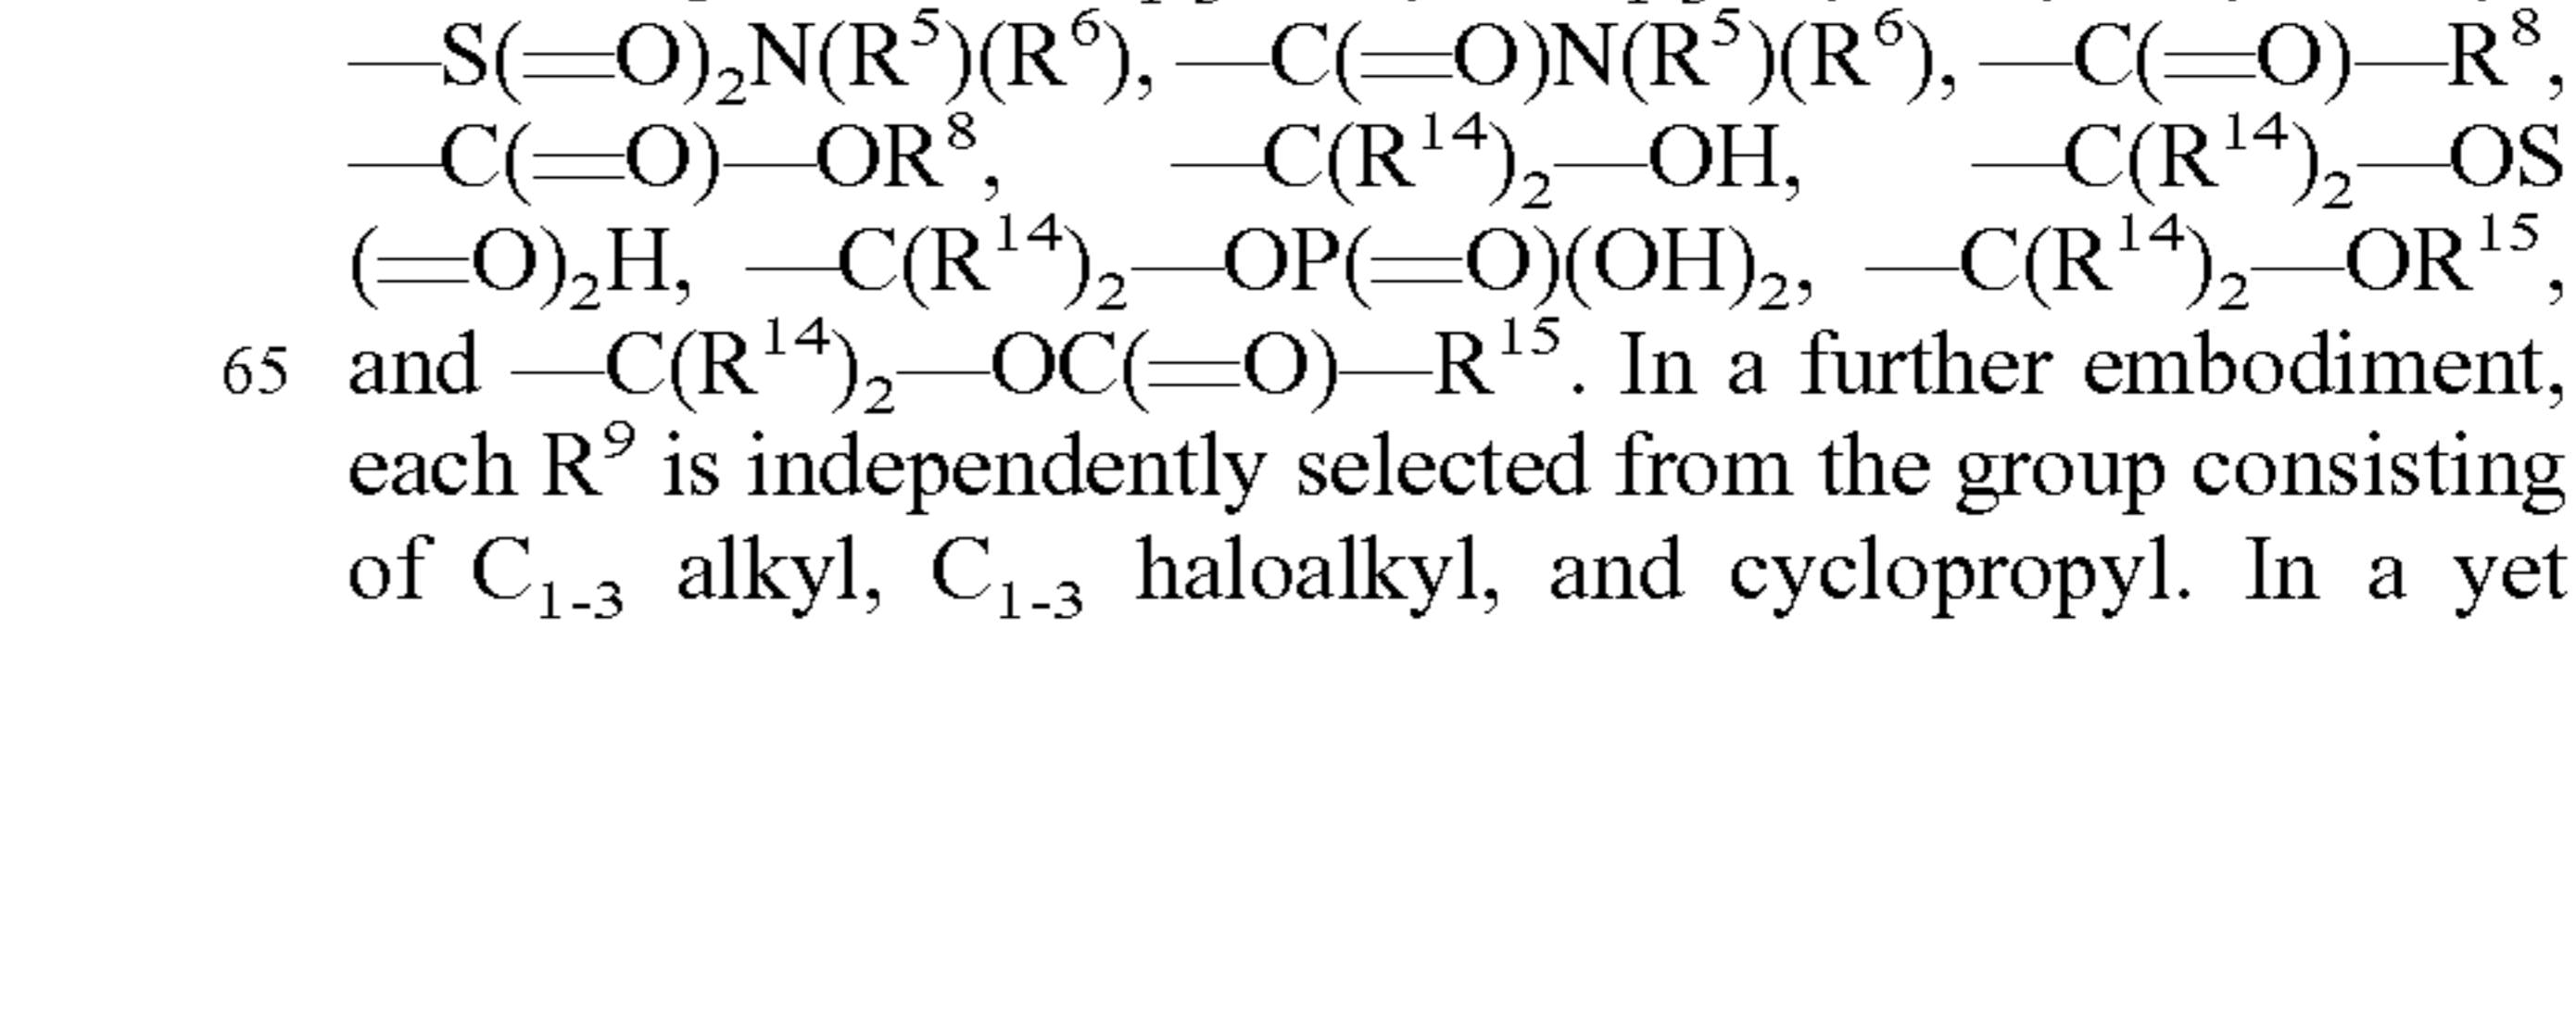 —S(═O)₂N(R⁵)(R⁶), —C(═O)N(R⁵)(R⁶), —C(═O)—R⁸,
—C(═O)—OR⁸, —C(R¹⁴)₂—OH, —C(R¹⁴)₂—OS
(═O)₂H, —C(R¹⁴)₂—OP(═O)(OH)₂, —C(R¹⁴)₂—OR¹⁵,
65 and —C(R¹⁴)₂—OC(═O)—R¹⁵. In a further embodiment,
each R⁹ is independently selected from the group consisting
of C₁₋₃ alkyl, C₁₋₃ haloalkyl, and cyclopropyl. In a yet